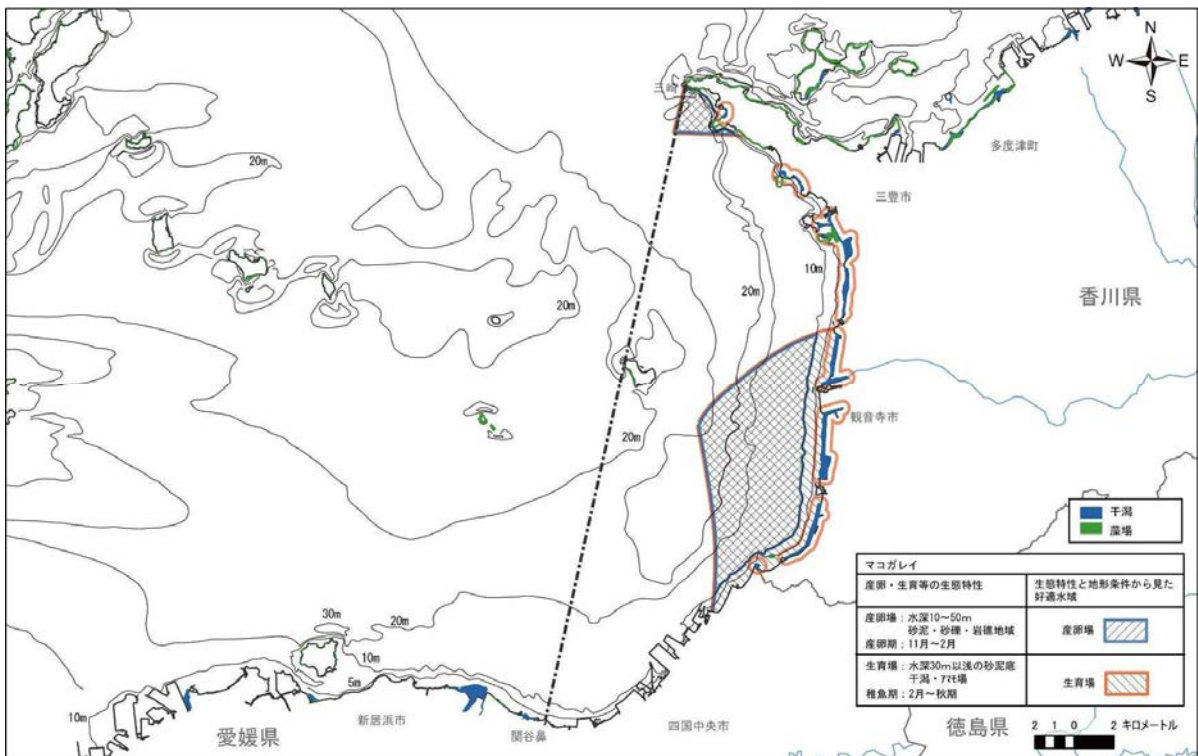 N
W E
S
三崎
多度津町
20m
三豊市
10m
20m
香川県
20m
20m
観音寺市
干潟
藻場
マコガレイ
産卵・生育等の生態特性
生態特性と地形条件から見た
好適水域
産卵場：水深10～50m
砂泥・砂礫・岩礁地域
産卵期：11月～2月
産卵場
生育場：水深30m以浅の砂泥底
干潟・アマモ場
稚魚期：2月～秋期
生育場
30m
20m
10m
5m
10m
新居浜市
愛媛県
関谷鼻
四国中央市
徳島県
2 1 0 2 キロメートル